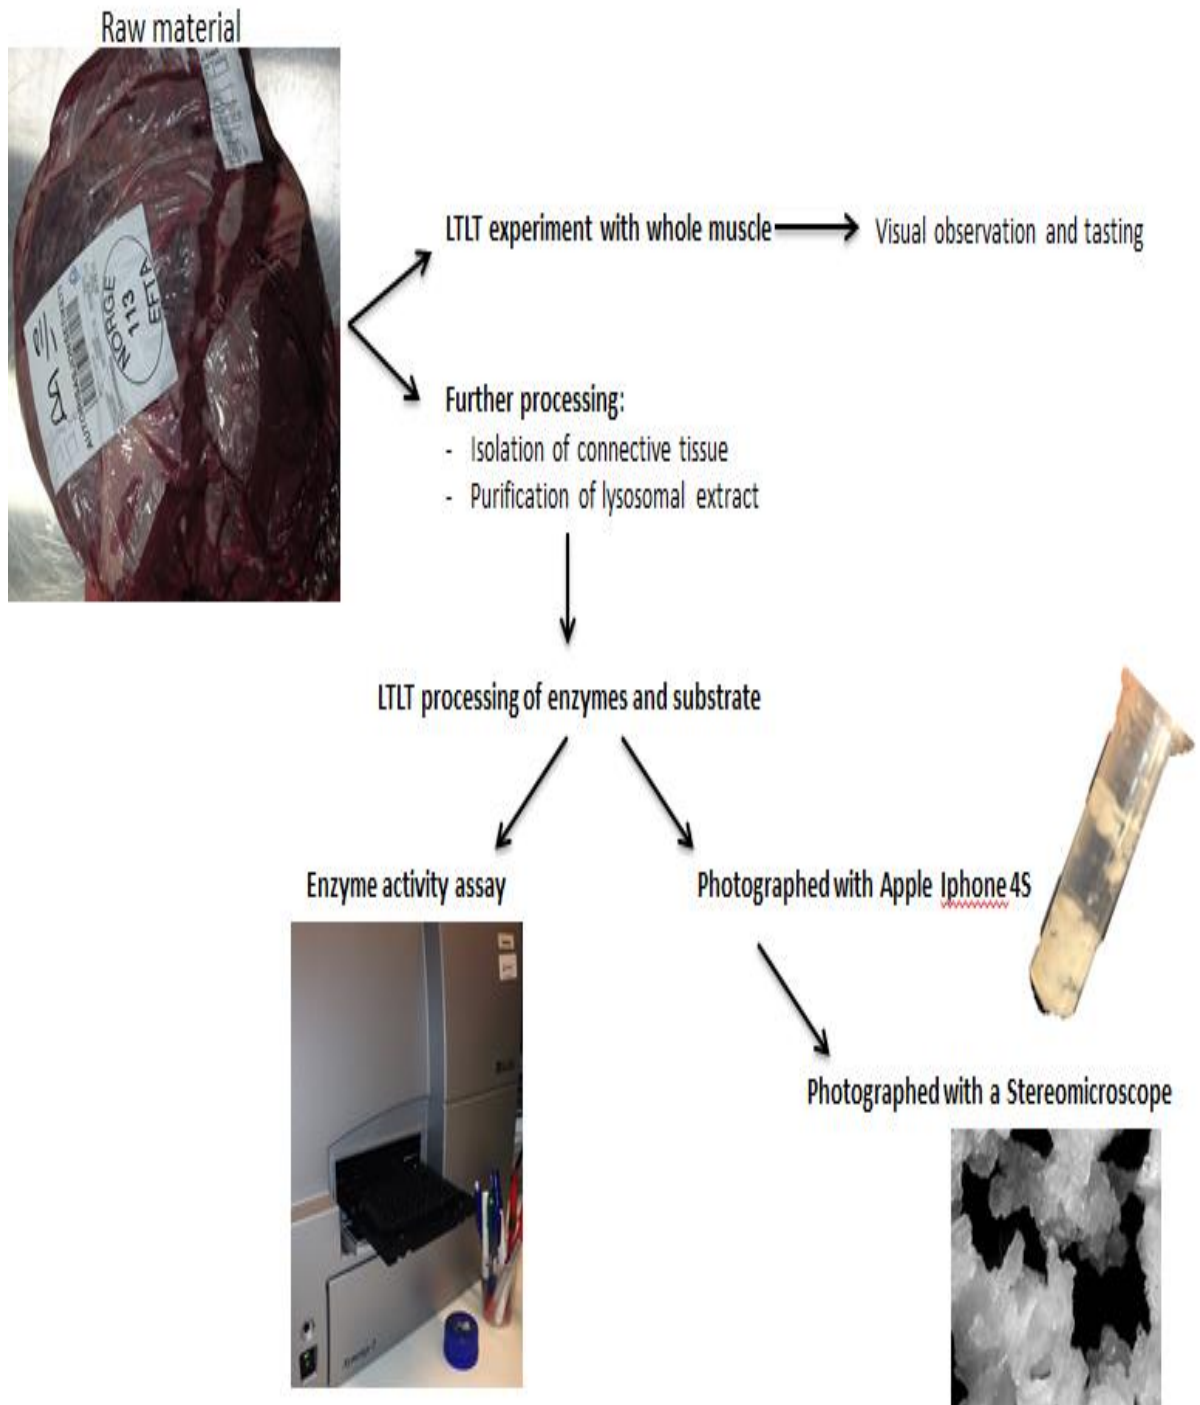 Raw material
NORGE
113
EFTA
LTLT experiment with whole muscle
Visual observation and tasting
Further processing:
- Isolation of connective tissue
- Purification of lysosomal extract
LTLT processing of enzymes and substrate
Enzyme activity assay
Photographed with Apple Iphone 4S
Photographed with a Stereomicroscope